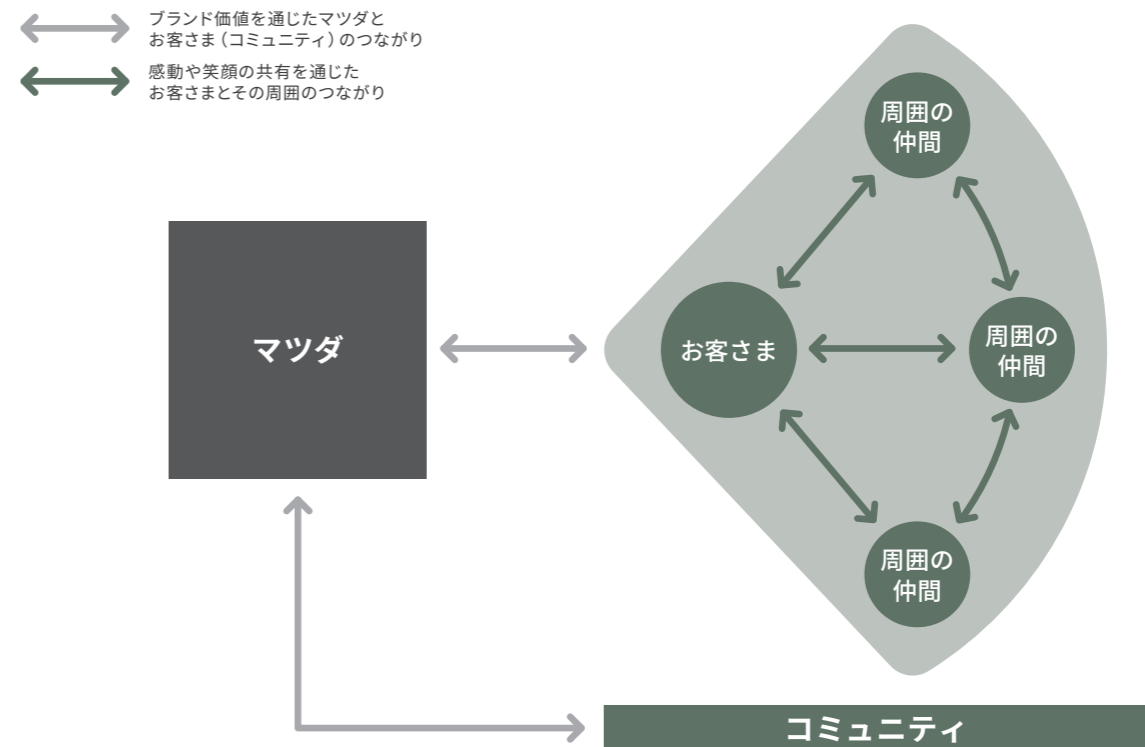 ブランド価値を通じたマツダと
お客さま（コミュニティ）のつながり
感動や笑顔の共有を通じた
お客さまとその周囲のつながり
周囲の
仲間
マツダ
お客さま
周囲の
仲間
周囲の
仲間
コミュニティ